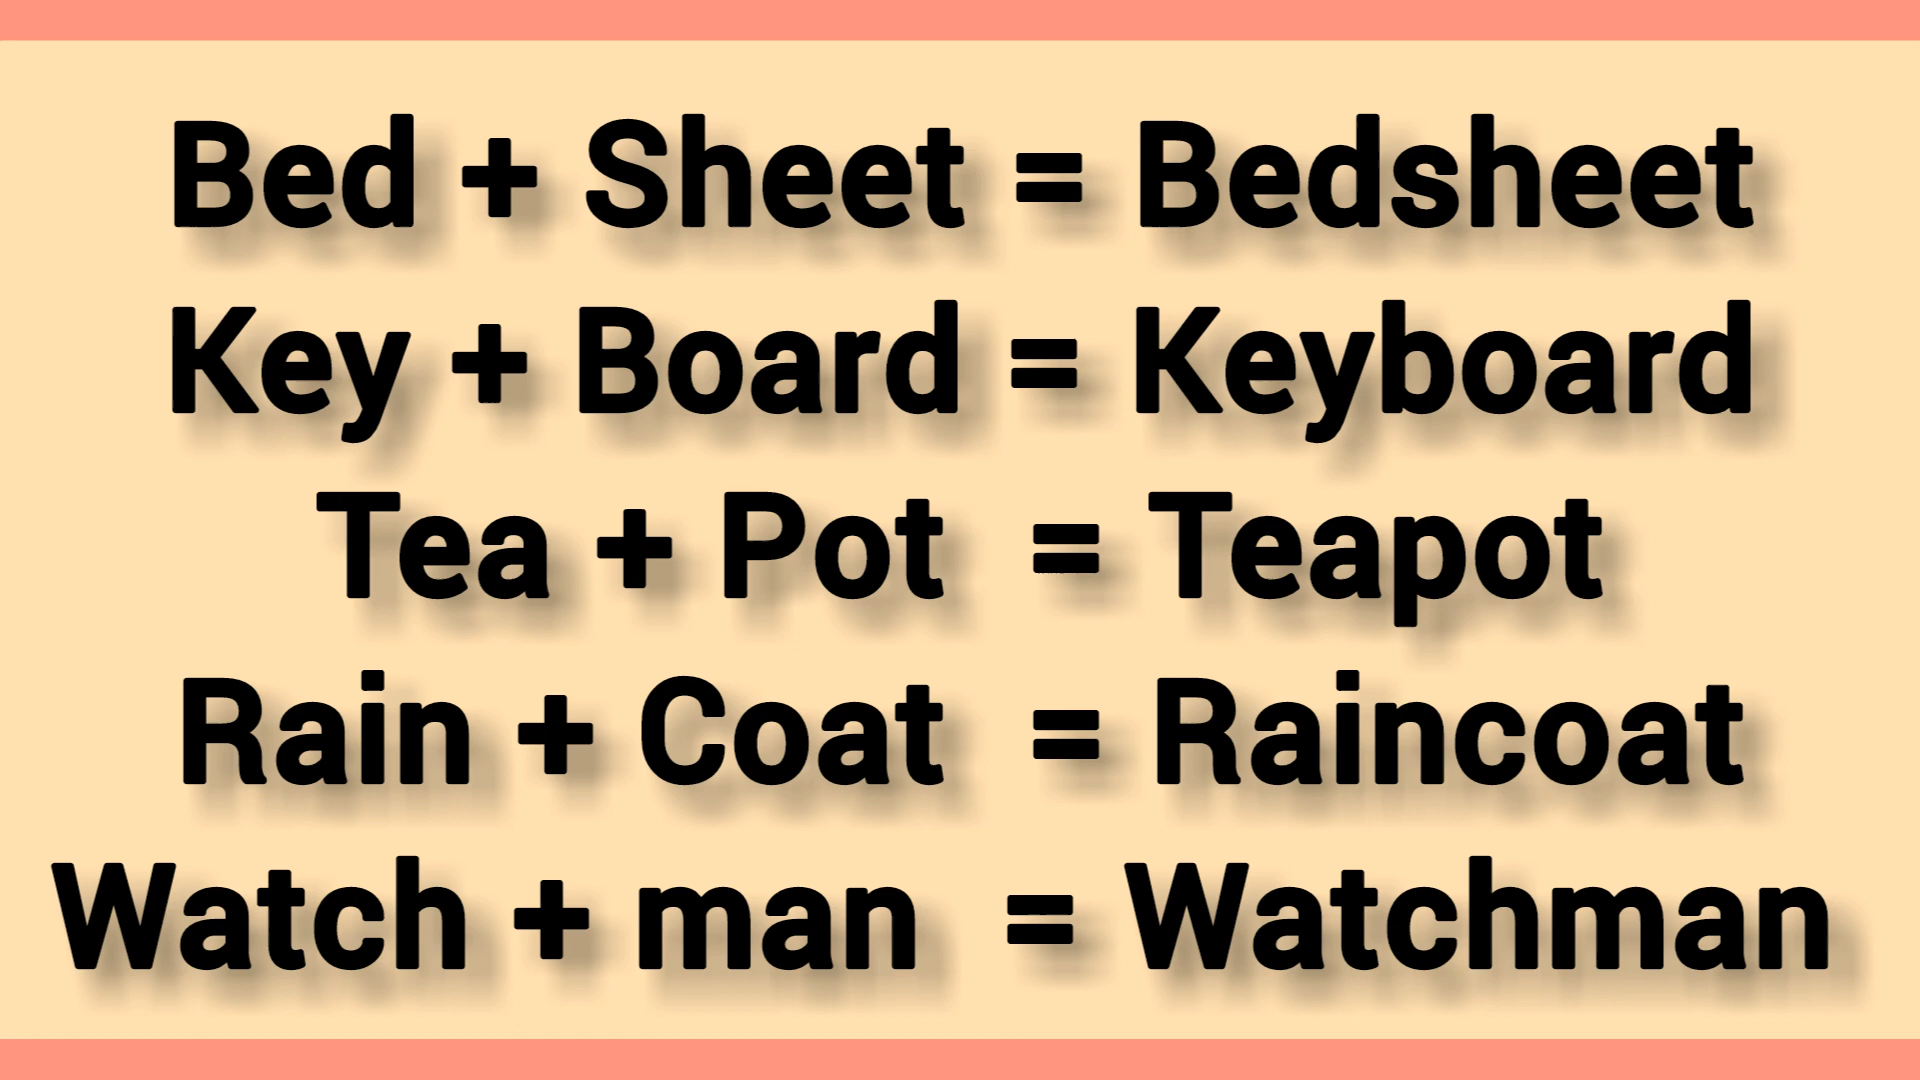 Bed + Sheet = Bedsheet
Key + Board = Keyboard
Tea + Pot = Teapot
Rain + Coat = Raincoat
Watch + man = Watchman